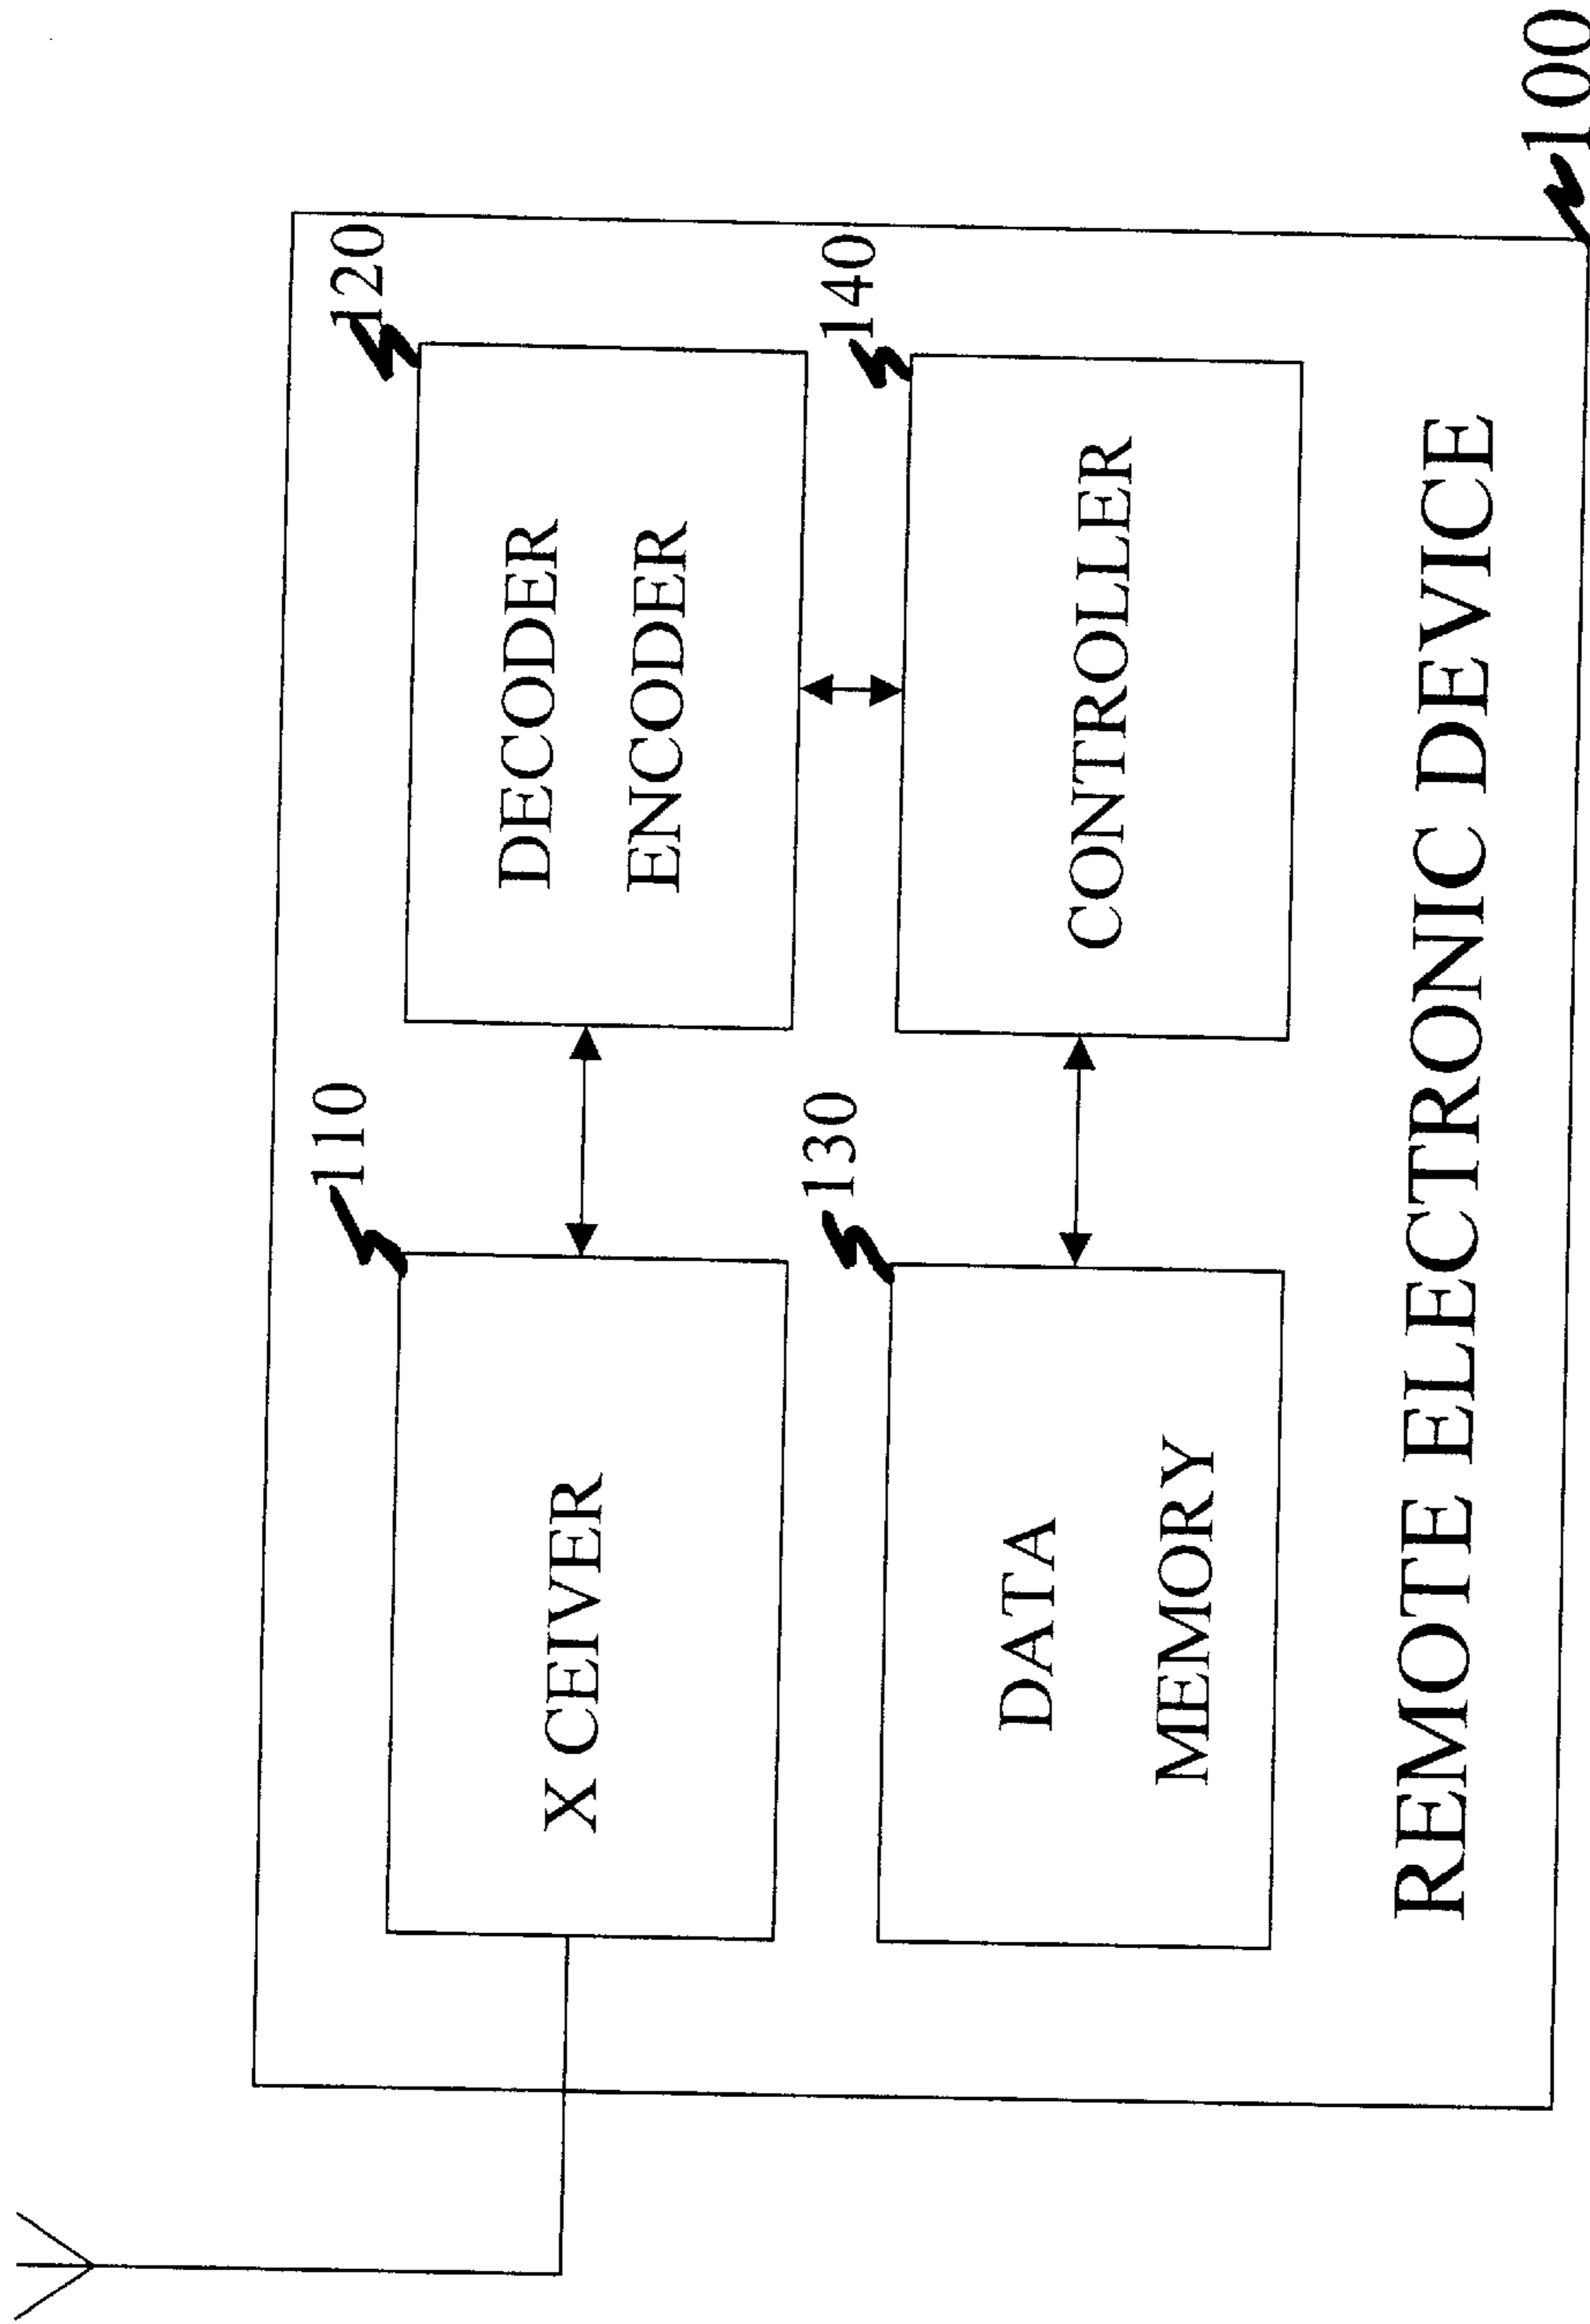 110
120
X CEIVER
DECODER
ENCODER
130
140
DATA
MEMORY
CONTROLLER
REMOTE ELECTRONIC DEVICE
100